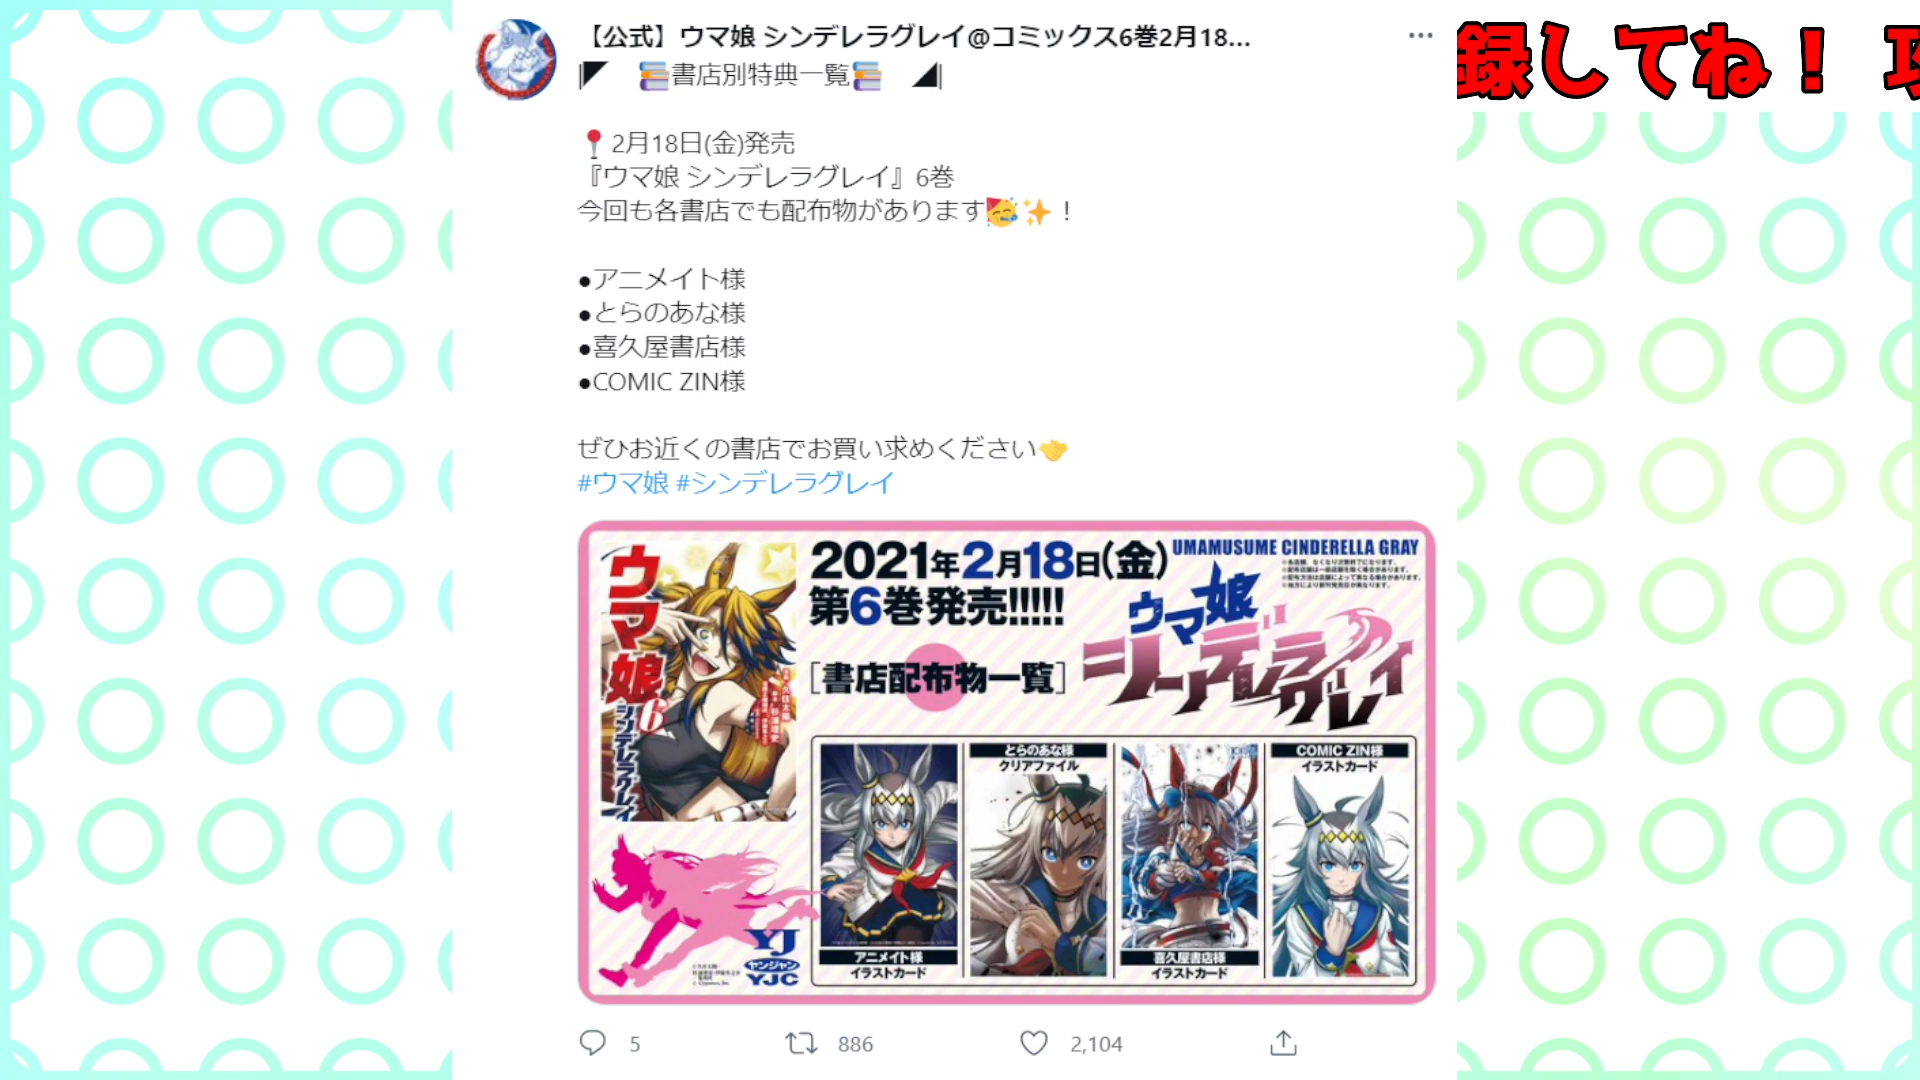 【公式】ウマ娘 シンデレラグレイ@コミックス6巻2月18...
書店別特典一覧
2月18日(金)発売
『ウマ娘 シンデレラグレイ』6巻
今回も各書店でも配布物があります🥳✨！
●アニメイト様
●とらのあな様
●喜久屋書店様
●COMIC ZIN様
ぜひお近くの書店でお買い求めください
#ウマ娘 #シンデレラグレイ
録してね！
2021年2月18日(金)
第6巻発売!!!!!
[書店配布物一覧]
UMAMUSUME CINDERELLA GRAY
ウマ娘
シンデレラグレイ
ウマ娘
シンデレラグレイ
6
アニメイト様
イラストカード
とらのあな様
クリアファイル
喜久屋書店様
イラストカード
COMIC ZIN様
イラストカード
YJ
ヤンジャン
YJC
5
886
2,104